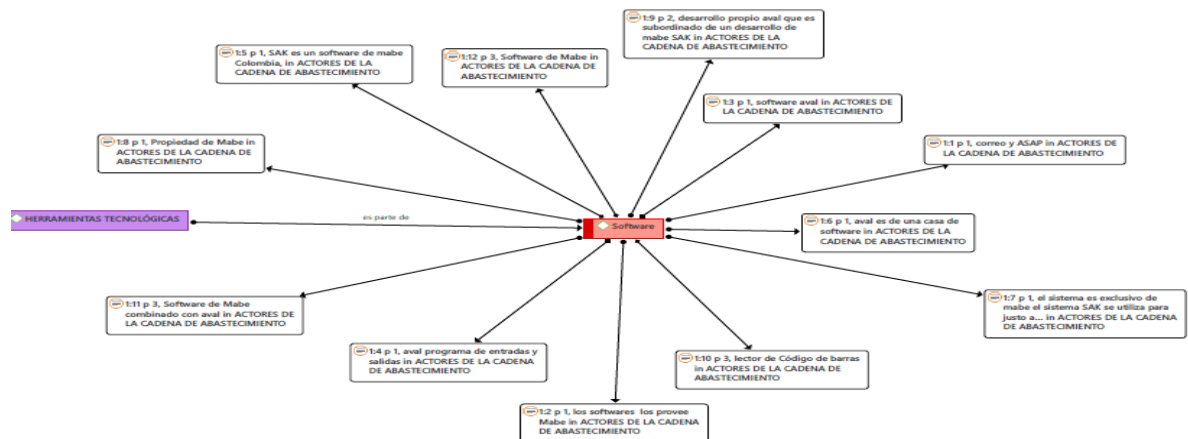 1:9 p 2, desarrollo propio aval que es
subordinado de un desarrollo de
mabe SAK in ACTORES DE LA
CADENA DE ABASTECIMIENTO
1:5 p 1, SAK es un software de mabe
Colombia, in ACTORES DE LA
CADENA DE ABASTECIMIENTO
1:12 p 3, Software de Mabe in
ACTORES DE LA CADENA DE
ABASTECIMIENTO
1:3 p 1, software aval in ACTORES DE
LA CADENA DE ABASTECIMIENTO
1:8 p 1, Propiedad de Mabe in
ACTORES DE LA CADENA DE
ABASTECIMIENTO
1:1 p 1, correo y ASAP in ACTORES DE
LA CADENA DE ABASTECIMIENTO
HERRAMIENTAS TECNOLÓGICAS
es parte de
Software
1:6 p 1, aval es de una casa de
software in ACTORES DE LA
CADENA DE ABASTECIMIENTO
1:11 p 3, Software de Mabe
combinado con aval in ACTORES DE
LA CADENA DE ABASTECIMIENTO
1:7 p 1, el sistema es exclusivo de
mabe el sistema SAK se utiliza para
justo a... in ACTORES DE LA CADENA
DE ABASTECIMIENTO
1:4 p 1, aval programa de entradas y
salidas in ACTORES DE LA CADENA
DE ABASTECIMIENTO
1:10 p 3, lector de Código de barras
in ACTORES DE LA CADENA DE
ABASTECIMIENTO
1:2 p 1, los softwares los provee
Mabe in ACTORES DE LA CADENA
DE ABASTECIMIENTO